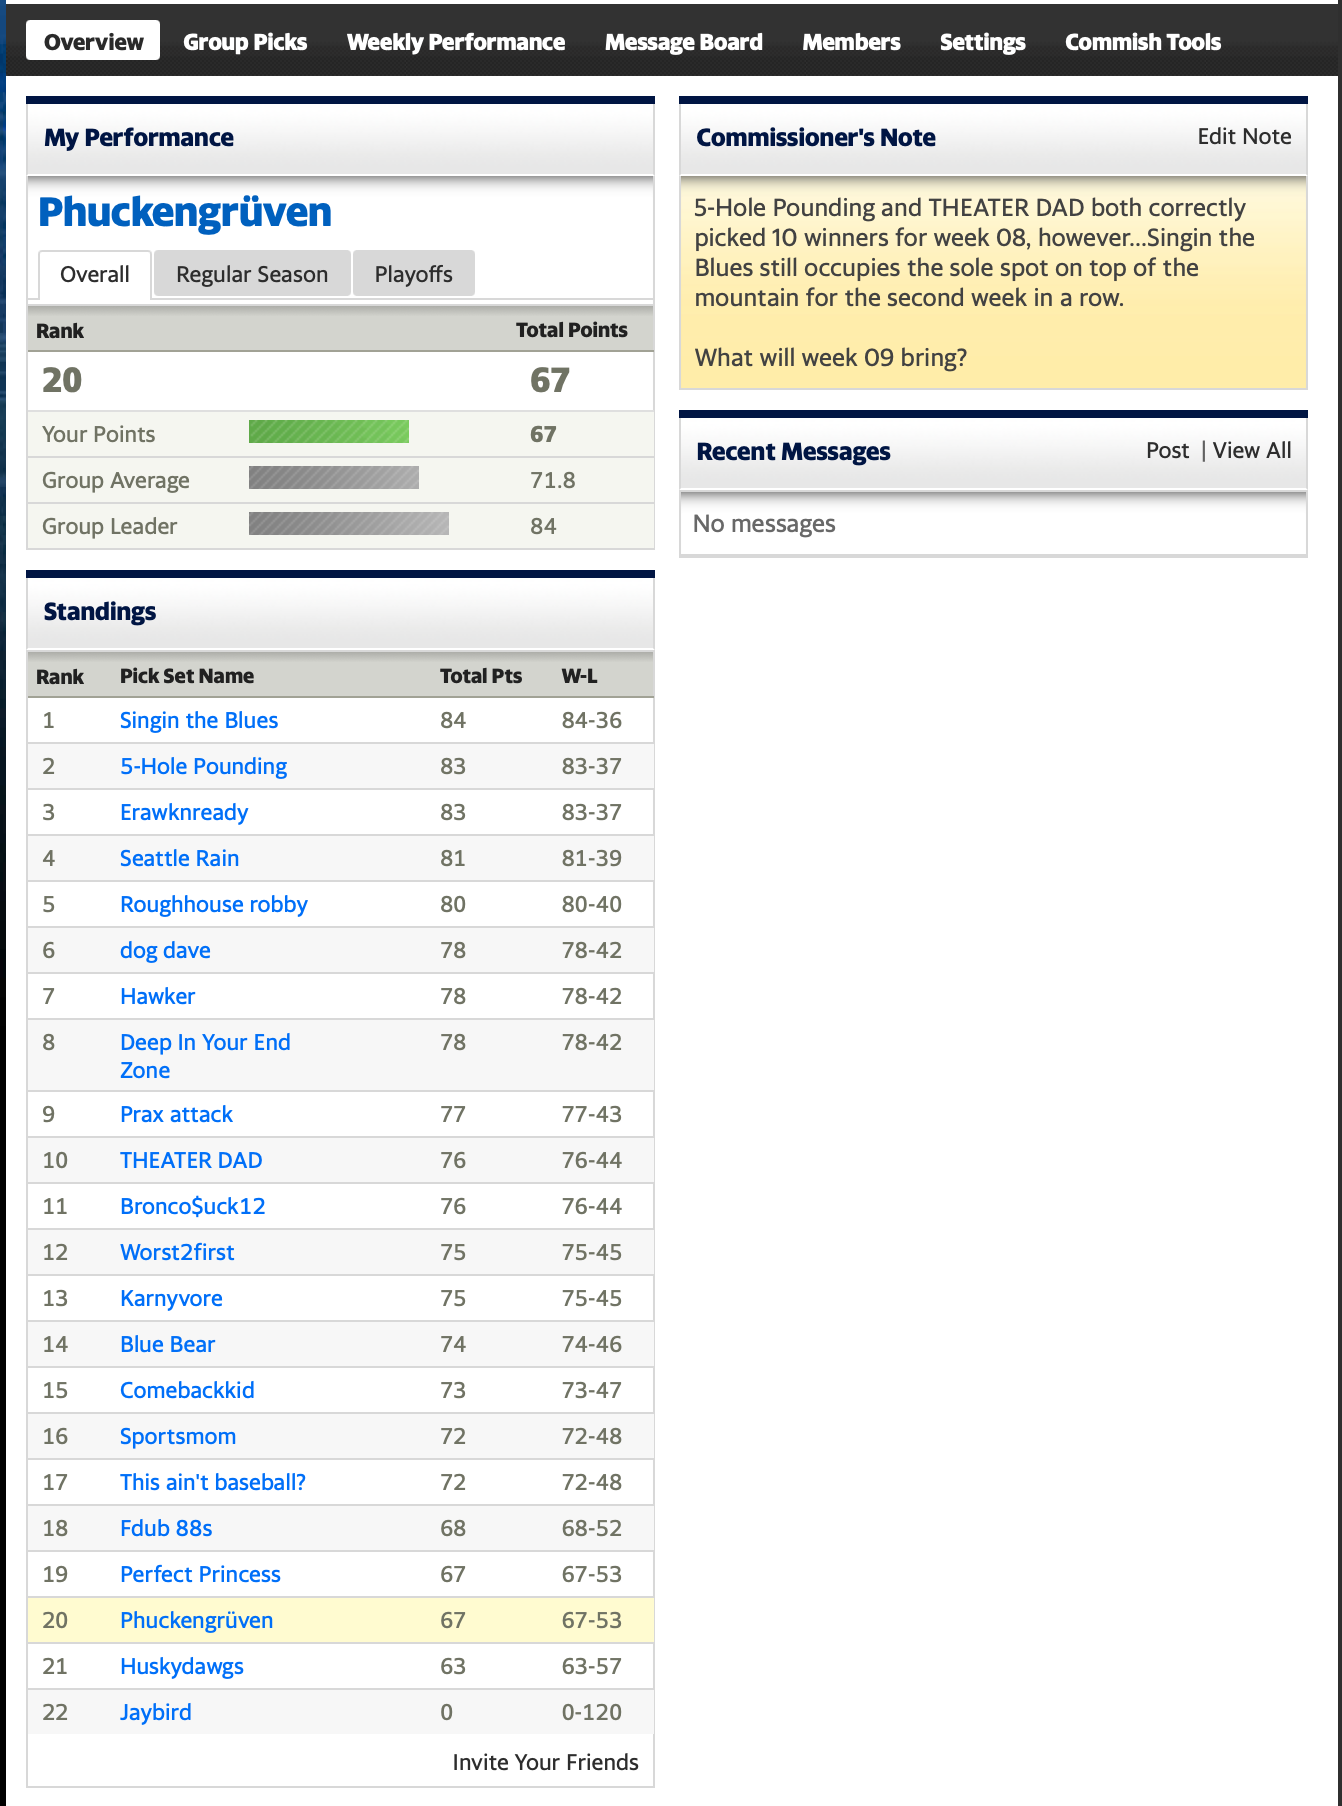 Overview Group Picks Weekly Performance Message Board Members Settings Commish Tools
My Performance
Phuckengrüven
Overall Regular Season Playoffs
Rank Total Points
20 67
Your Points 67
Group Average 71.8
Group Leader 84
Standings
Rank Pick Set Name Total Pts W-L
1 Singin the Blues 84 84-36
2 5-Hole Pounding 83 83-37
3 Erawknready 83 83-37
4 Seattle Rain 81 81-39
5 Roughhouse robby 80 80-40
6 dog dave 78 78-42
7 Hawker 78 78-42
8 Deep In Your End 78 78-42
Zone
9 Prax attack 77 77-43
10 THEATER DAD 76 76-44
11 Bronco$uck12 76 76-44
12 Worst2first 75 75-45
13 Karnyvore 75 75-45
14 Blue Bear 74 74-46
15 Comebackkid 73 73-47
16 Sportsmom 72 72-48
17 This ain't baseball? 72 72-48
18 Fdub 88s 68 68-52
19 Perfect Princess 67 67-53
20 Phuckengrüven 67 67-53
21 Huskydawgs 63 63-57
22 Jaybird 0 0-120
Invite Your Friends
Commissioner's Note Edit Note
5-Hole Pounding and THEATER DAD both correctly
picked 10 winners for week 08, however...Singin the
Blues still occupies the sole spot on top of the
mountain for the second week in a row.
What will week 09 bring?
Recent Messages Post | View All
No messages